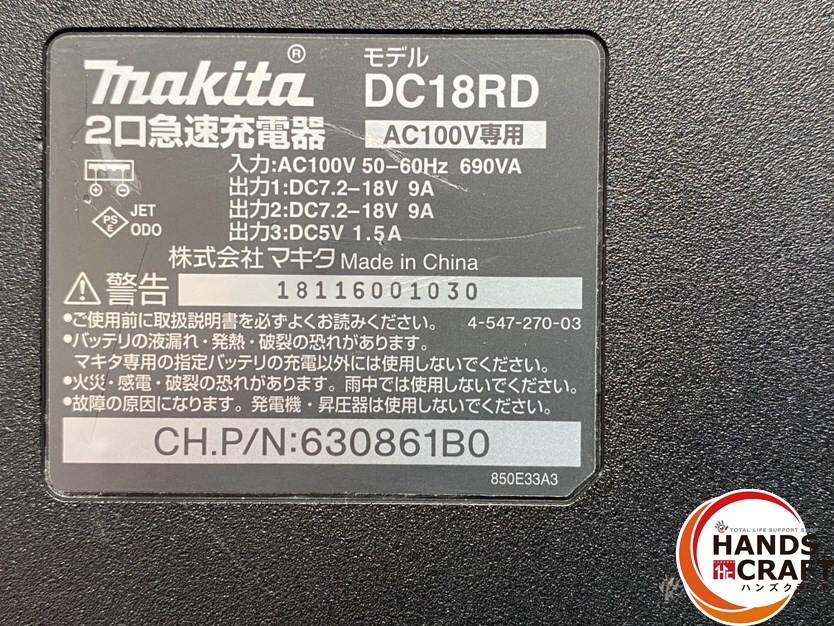 makita®
モデル
DC18RD
2口急速充電器
AC100V専用
入力:AC100V 50-60Hz 690VA
出力1:DC7.2-18V 9A
出力2:DC7.2-18V 9A
出力3:DC5V 1.5A
PS
E
JET
ODO
株式会社 マキタ Made in China
警告
18116001030
•ご使用前に取扱説明書を必ずよくお読みください。 4-547-270-03
•バッテリの液漏れ・発熱・破裂の恐れがあります。
マキタ専用の指定バッテリの充電以外には使用しないでください。
•火災・感電・破裂の恐れがあります。雨中では使用しないでください。
•故障の原因になります。発電機・昇圧器は使用しないでください。
CH.P/N:630861B0
850E33A3
TOTAL LIFE SUPPORT SHOP
HANDS
CRAFT
ハンズクラ